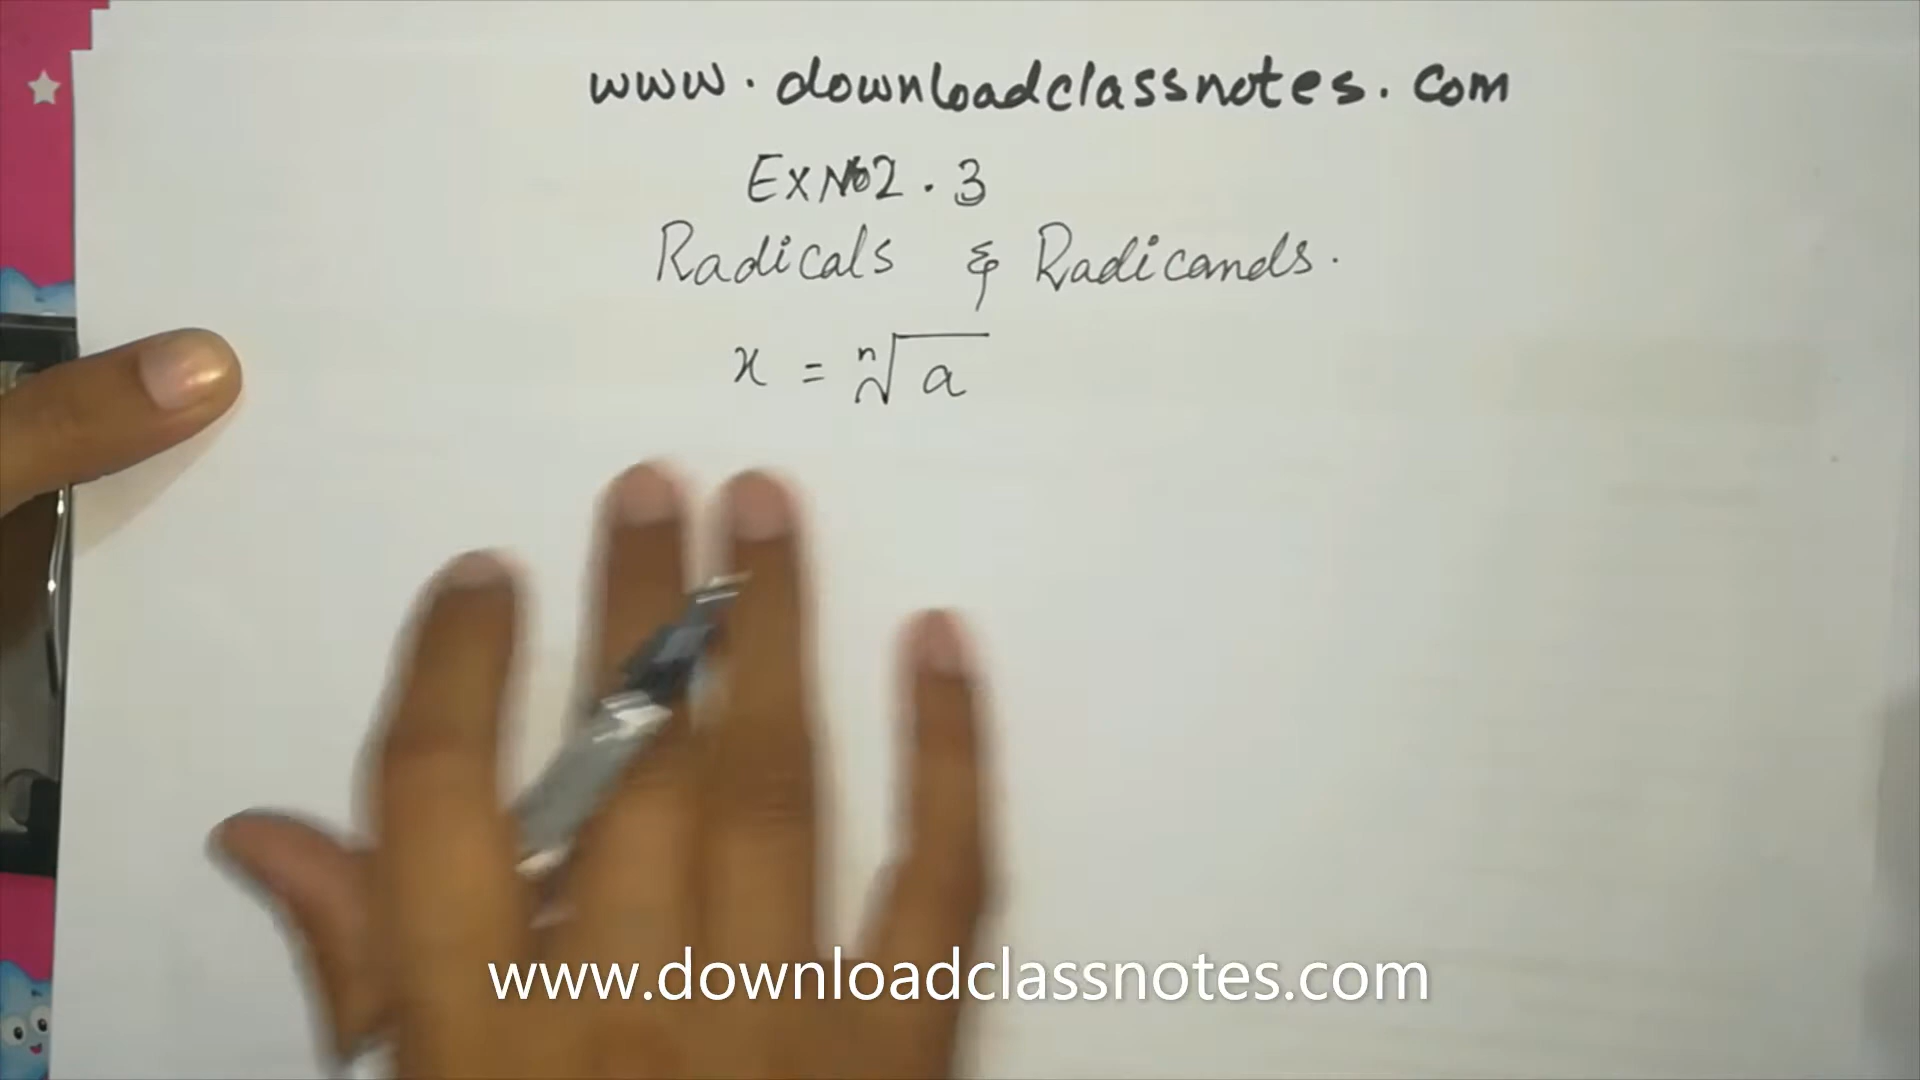 www.downloadclassnotes.com
Ex No 2.3
Radicals & Radicands.
x = ⁿ√a
www.downloadclassnotes.com